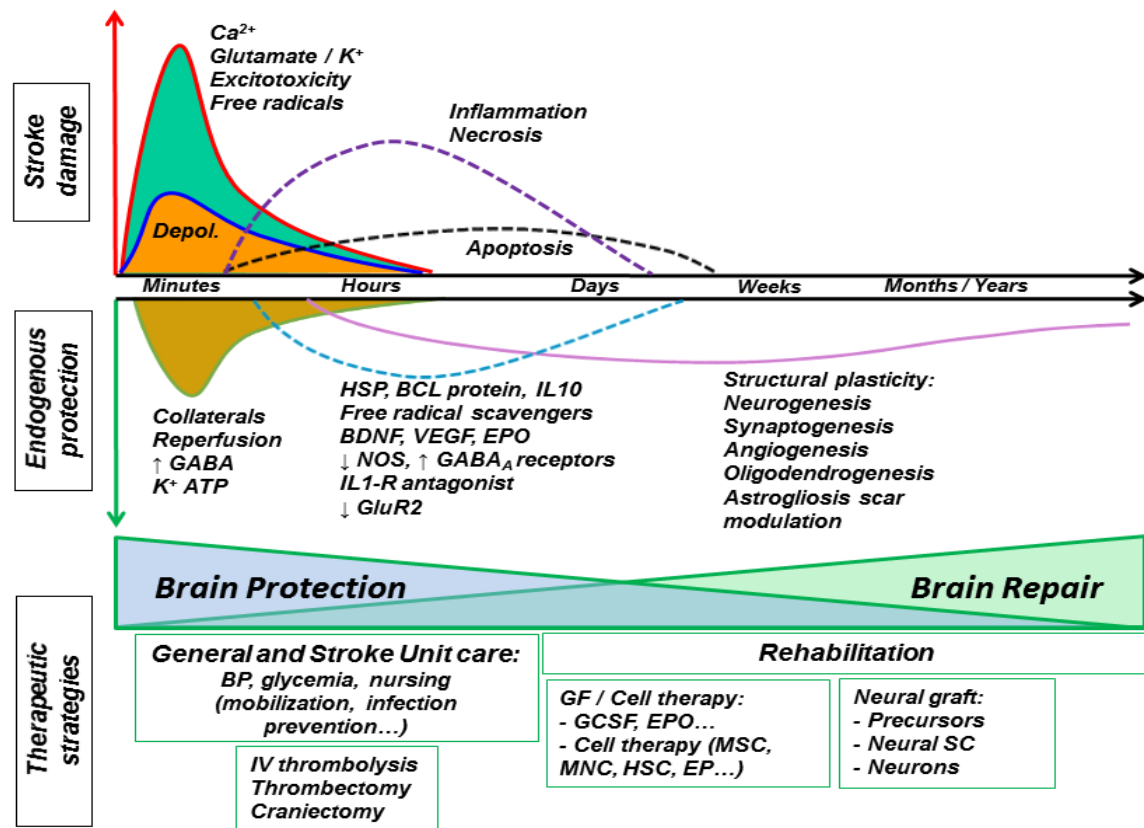 Stroke
damage
Ca²⁺
Glutamate / K⁺
Excitotoxicity
Free radicals
Inflammation
Necrosis
Depol.
Apoptosis
Minutes
Hours
Days
Weeks
Months / Years
Endogenous
protection
Collaterals
Reperfusion
↑ GABA
K⁺ ATP
HSP, BCL protein, IL10
Free radical scavengers
BDNF, VEGF, EPO
↓ NOS, ↑ GABA_A receptors
IL1-R antagonist
↓ GluR2
Structural plasticity:
Neurogenesis
Synaptogenesis
Angiogenesis
Oligodendrogenesis
Astrogliosis scar
modulation
Brain Protection
Brain Repair
Therapeutic
strategies
General and Stroke Unit care:
BP, glycemia, nursing
(mobilization, infection
prevention…)
IV thrombolysis
Thrombectomy
Craniectomy
Rehabilitation
GF / Cell therapy:
- GCSF, EPO…
- Cell therapy (MSC,
MNC, HSC, EP…)
Neural graft:
- Precursors
- Neural SC
- Neurons